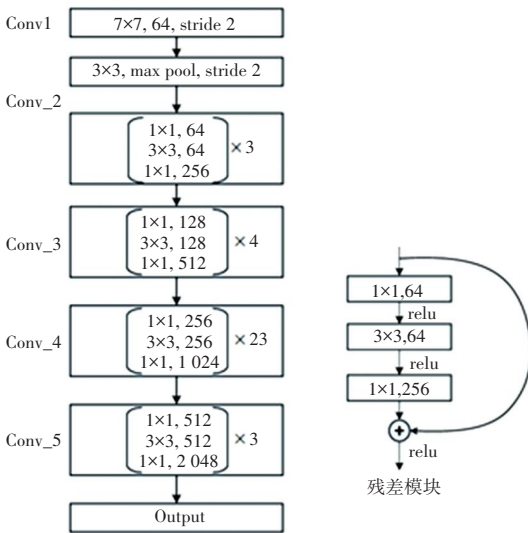 Conv1
7×7, 64, stride 2
3×3, max pool, stride 2
Conv_2
1×1, 64
3×3, 64
1×1, 256
×3
Conv_3
1×1, 128
3×3, 128
1×1, 512
×4
Conv_4
1×1, 256
3×3, 256
1×1, 1 024
×23
Conv_5
1×1, 512
3×3, 512
1×1, 2 048
×3
Output
1×1,64
relu
3×3,64
relu
1×1,256
+
relu
残差模块